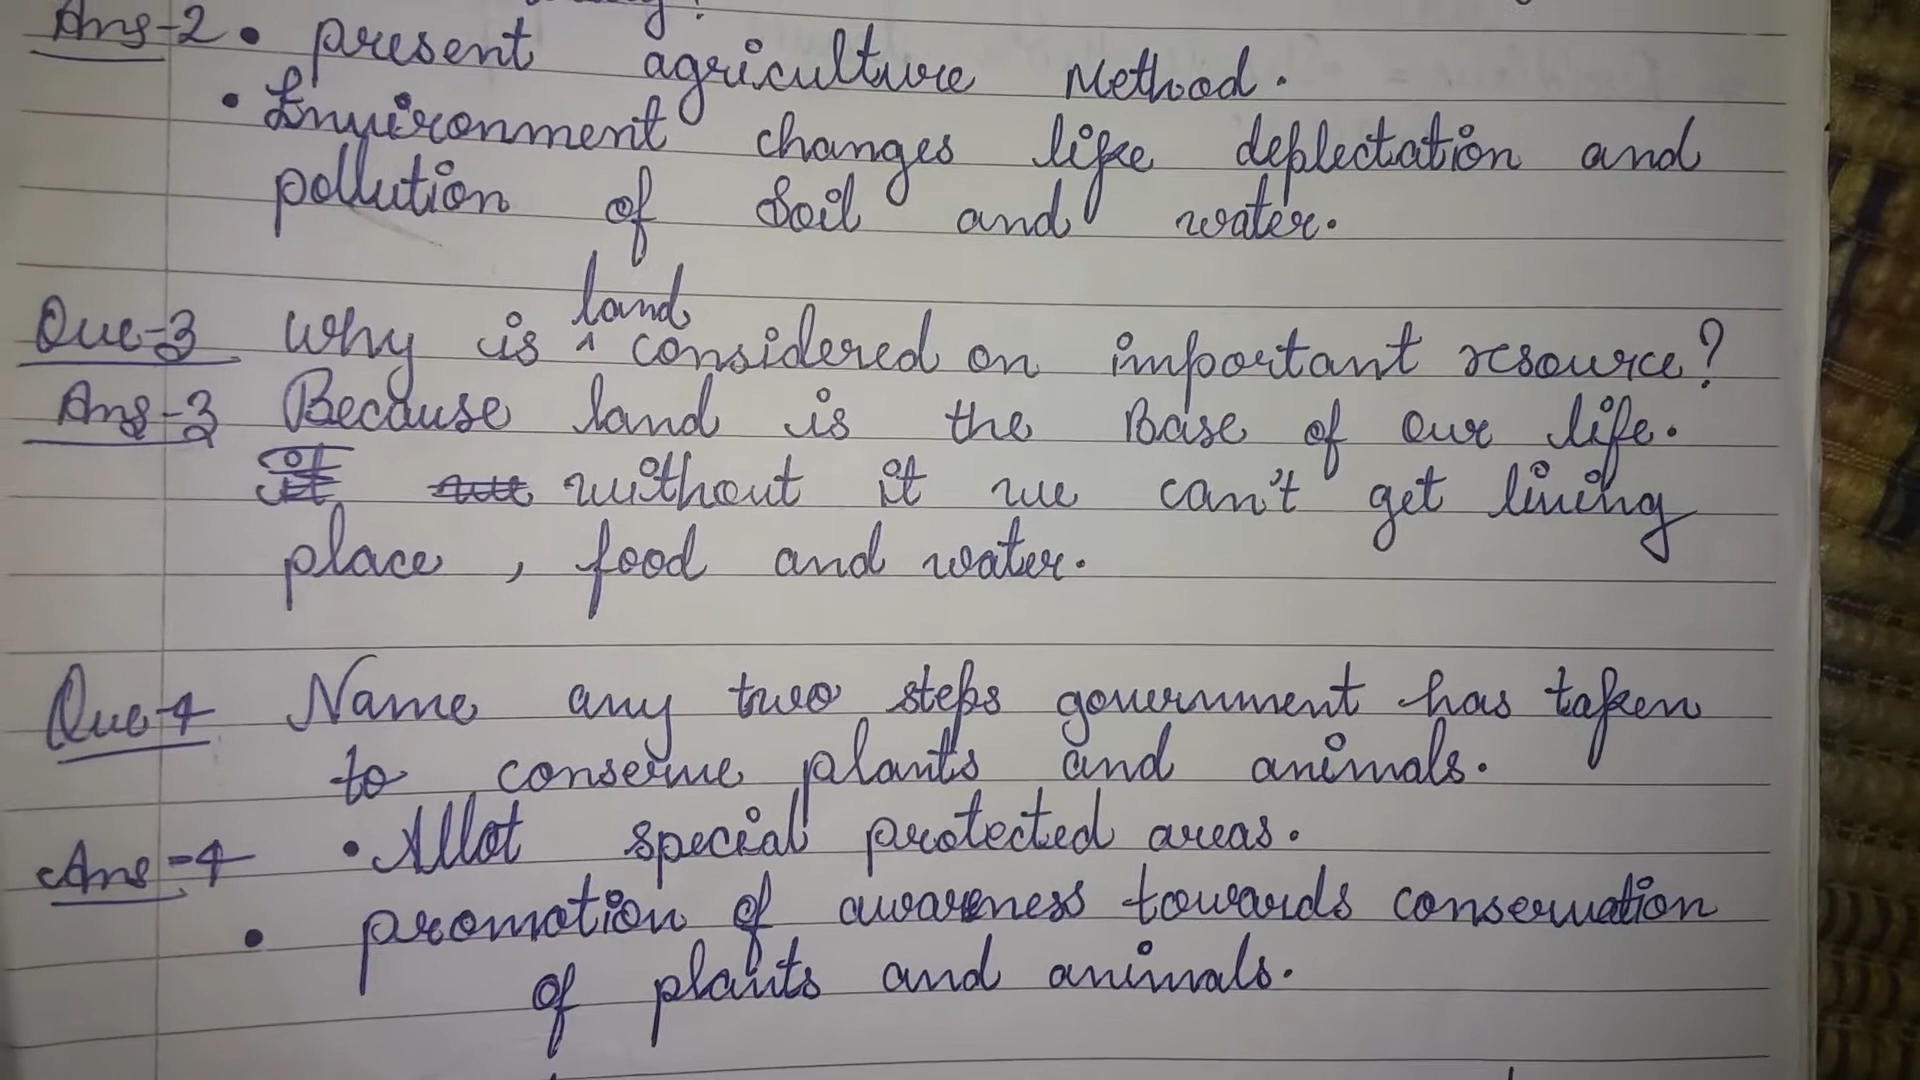 Ans-2 • present agriculture Method.
• Environment changes like deplectation and
pollution of soil and water.
land
Que-3 Why is ^ considered on important resource?
Ans-3 Because land is the Base of our life.
without it we can't get living
place, food and water.
Que-4 Name any two steps government has taken
to conserve plants and animals.
Ans-4 • Allot special protected areas.
• promotion of awareness towards conservation
of plants and animals.